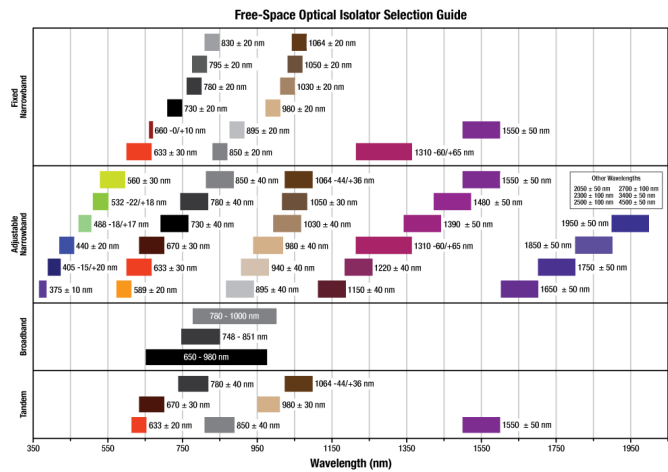 Free-Space Optical Isolator Selection Guide
Fixed
Narrowband
830 ± 20 nm
1064 ± 20 nm
795 ± 20 nm
1050 ± 20 nm
780 ± 20 nm
1030 ± 20 nm
730 ± 20 nm
980 ± 20 nm
660 -0/+10 nm
895 ± 20 nm
1550 ± 50 nm
633 ± 30 nm
850 ± 20 nm
1310 -60/+65 nm
Adjustable
Narrowband
560 ± 30 nm
850 ± 40 nm
1064 -44/+36 nm
1550 ± 50 nm
Other Wavelengths
2050 ± 50 nm 2700 ± 100 nm
2300 ± 100 nm 3400 ± 50 nm
2500 ± 100 nm 4500 ± 50 nm
532 -22/+18 nm
780 ± 40 nm
1050 ± 30 nm
1480 ± 50 nm
488 -18/+17 nm
730 ± 40 nm
1030 ± 40 nm
1390 ± 50 nm
1950 ± 50 nm
440 ± 20 nm
670 ± 30 nm
980 ± 40 nm
1310 -60/+65 nm
1850 ± 50 nm
405 -15/+20 nm
633 ± 30 nm
940 ± 40 nm
1220 ± 40 nm
1750 ± 50 nm
375 ± 10 nm
589 ± 20 nm
895 ± 40 nm
1150 ± 40 nm
1650 ± 50 nm
Broadband
780 - 1000 nm
748 - 851 nm
650 - 980 nm
Tandem
780 ± 40 nm
1064 -44/+36 nm
670 ± 30 nm
980 ± 30 nm
633 ± 20 nm
850 ± 40 nm
1550 ± 50 nm
350 550 750 950 1150 1350 1550 1750 1950
Wavelength (nm)